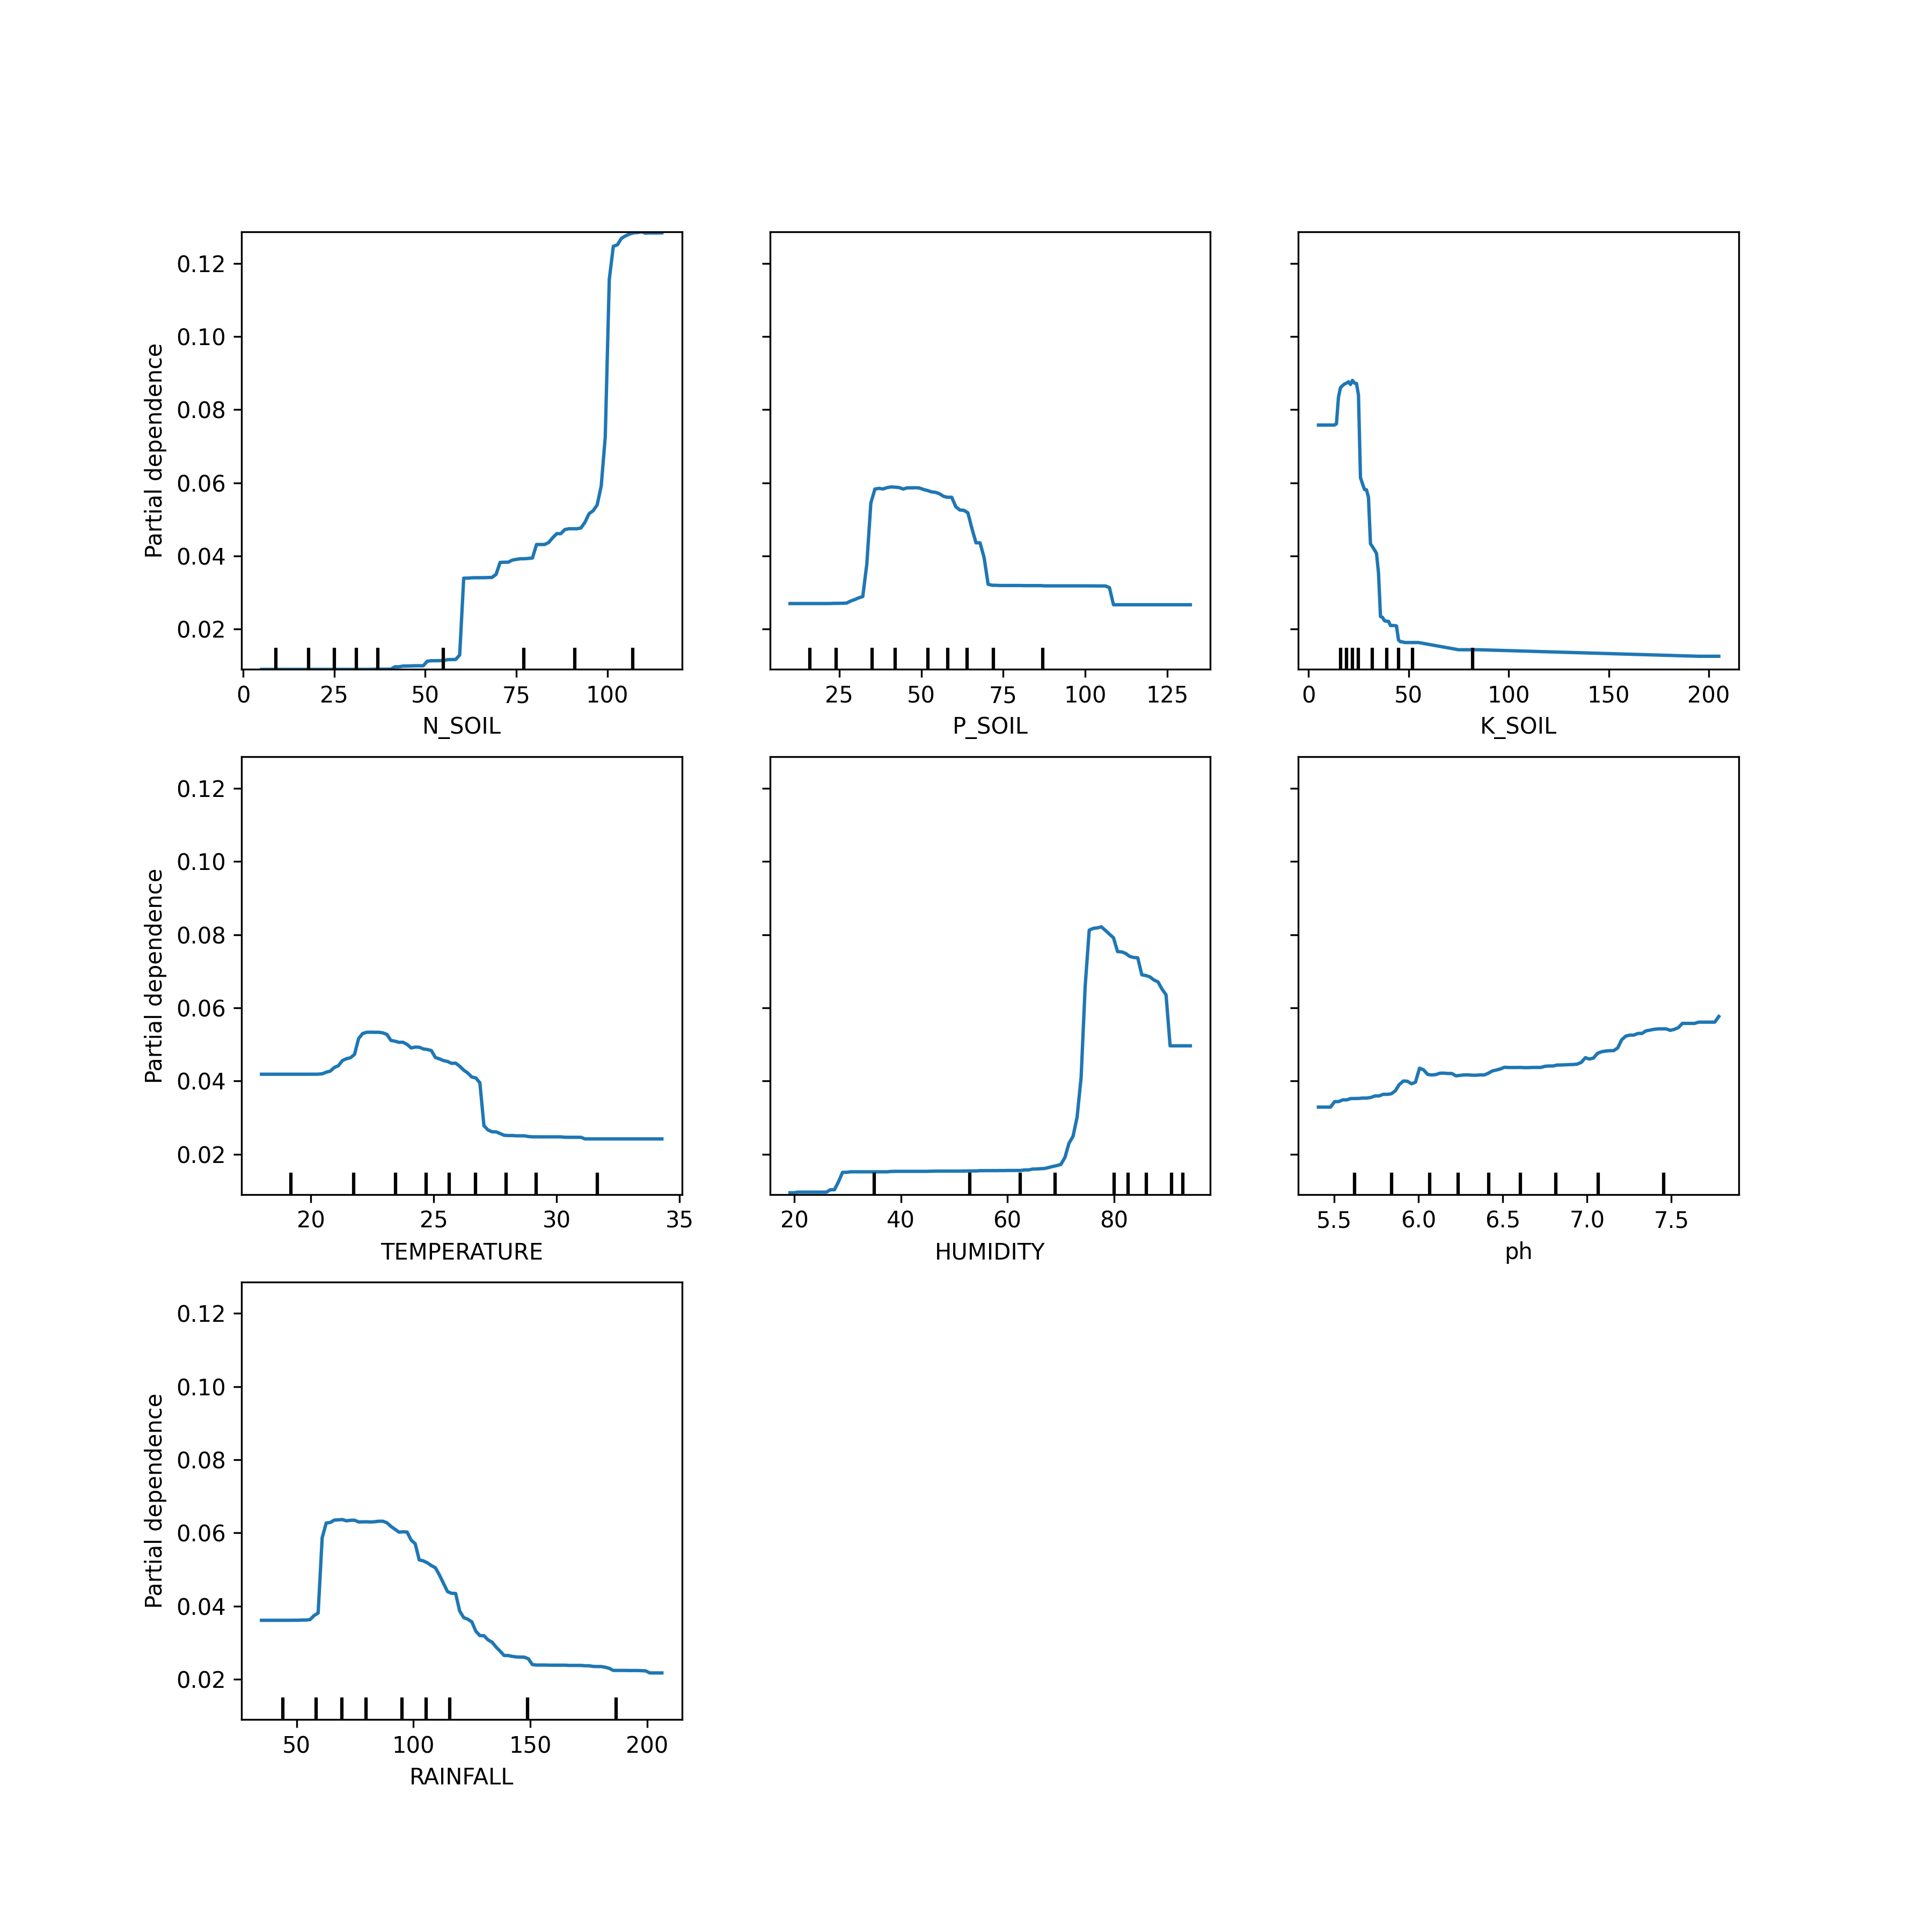 0.12
0.10
0.08
0.06
0.04
0.02
Partial dependence
0 25 50 75 100
N_SOIL
25 50 75 100 125
P_SOIL
0 50 100 150 200
K_SOIL
0.12
0.10
0.08
0.06
0.04
0.02
Partial dependence
20 25 30 35
TEMPERATURE
20 40 60 80
HUMIDITY
5.5 6.0 6.5 7.0 7.5
ph
0.12
0.10
0.08
0.06
0.04
0.02
Partial dependence
50 100 150 200
RAINFALL